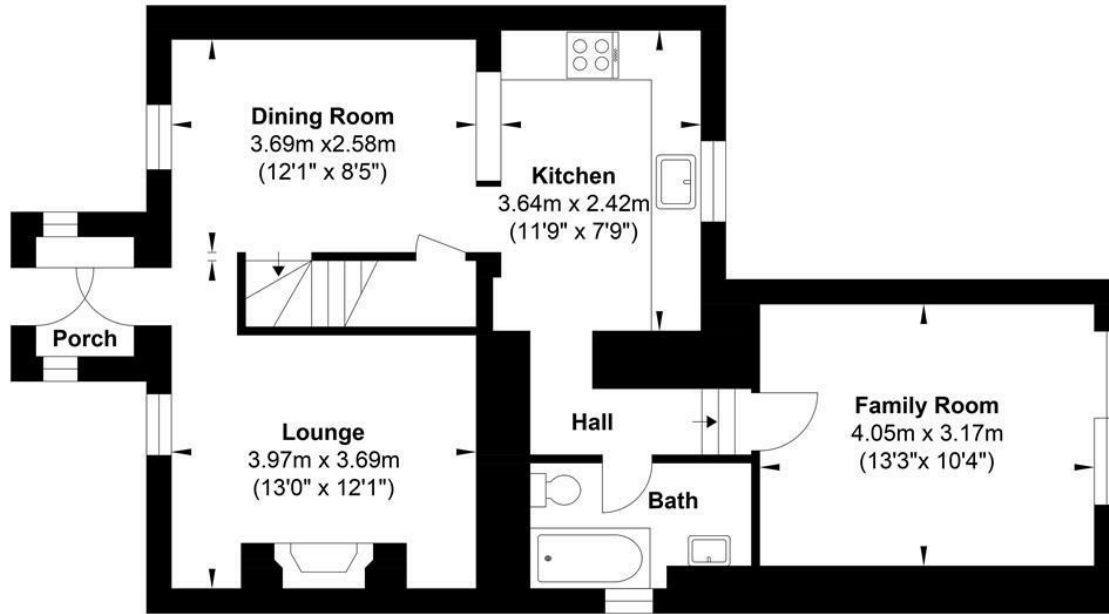 Dining Room
3.69m x2.58m
(12'1" x 8'5")
Kitchen
3.64m x 2.42m
(11'9" x 7'9")
Porch
Lounge
3.97m x 3.69m
(13'0" x 12'1")
Hall
Family Room
4.05m x 3.17m
(13'3"x 10'4")
Bath